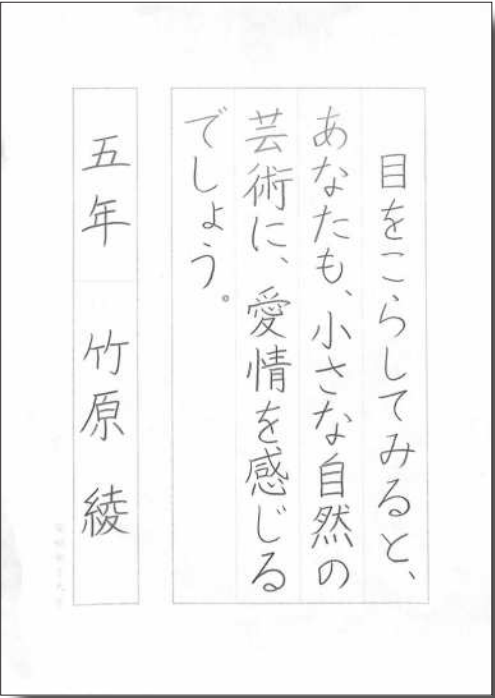 目をこらしてみると、
あなたも、小さな自然の
芸術に、愛情を感じる
でしょう。
五年 竹原 綾